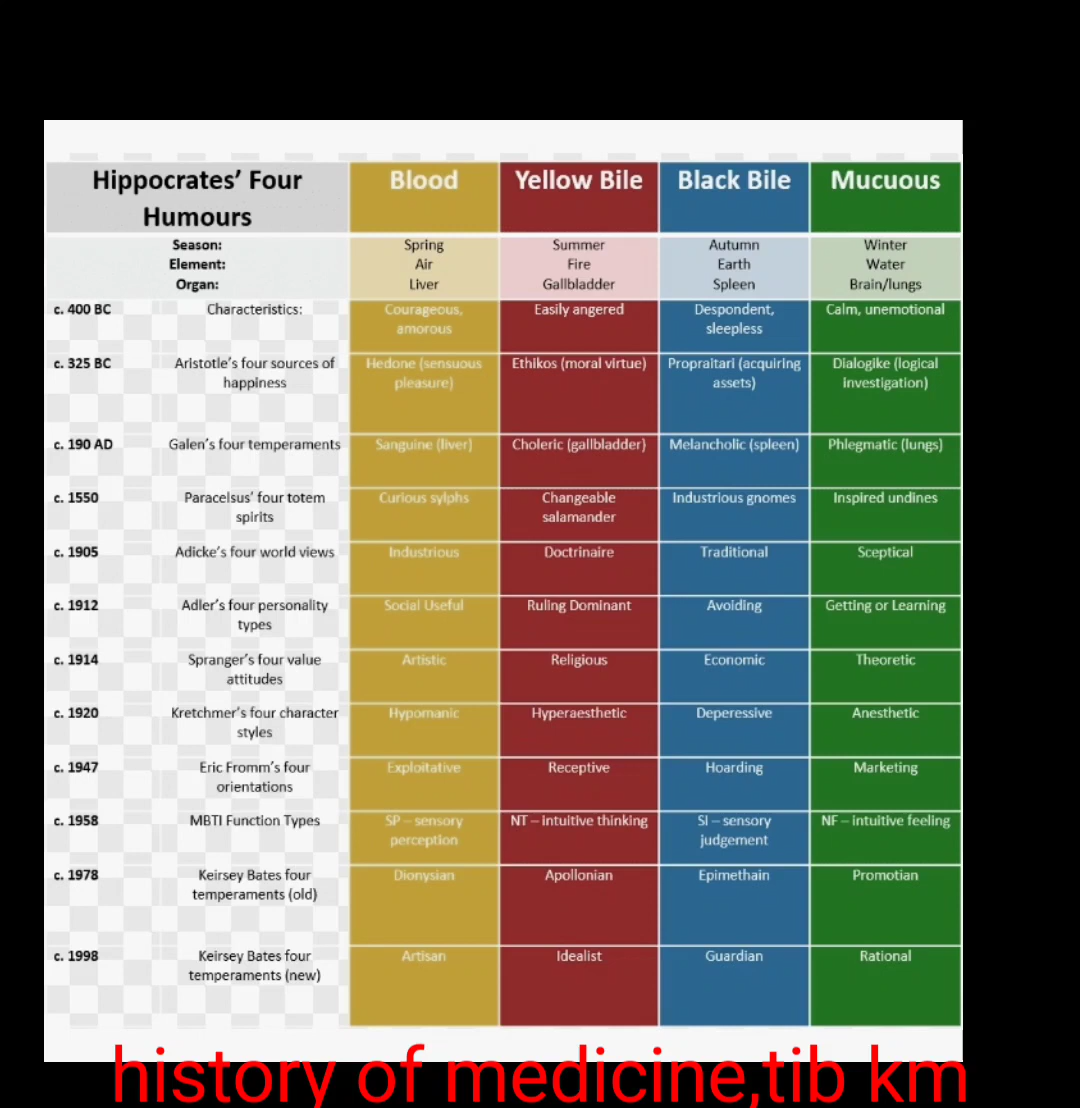 Hippocrates' Four Humours Blood Yellow Bile Black Bile Mucuous
Season: Spring Summer Autumn Winter
Element: Air Fire Earth Water
Organ: Liver Gallbladder Spleen Brain/lungs
c. 400 BC Characteristics: Courageous, amorous Easily angered Despondent, sleepless Calm, unemotional
c. 325 BC Aristotle's four sources of happiness Hedone (sensuous pleasure) Ethikos (moral virtue) Propraitari (acquiring assets) Dialogike (logical investigation)
c. 190 AD Galen's four temperaments Sanguine (liver) Choleric (gallbladder) Melancholic (spleen) Phlegmatic (lungs)
c. 1550 Paracelsus' four totem spirits Curious sylphs Changeable salamander Industrious gnomes Inspired undines
c. 1905 Adicke's four world views Industrious Doctrinaire Traditional Sceptical
c. 1912 Adler's four personality types Social Useful Ruling Dominant Avoiding Getting or Learning
c. 1914 Spranger's four value attitudes Artistic Religious Economic Theoretic
c. 1920 Kretchmer's four character styles Hypomanic Hyperaesthetic Deperessive Anesthetic
c. 1947 Eric Fromm's four orientations Exploitative Receptive Hoarding Marketing
c. 1958 MBTI Function Types SP – sensory perception NT – intuitive thinking SI – sensory judgement NF – intuitive feeling
c. 1978 Keirsey Bates four temperaments (old) Dionysian Apollonian Epimethain Promotian
c. 1998 Keirsey Bates four temperaments (new) Artisan Idealist Guardian Rational
history of medicine,tib km